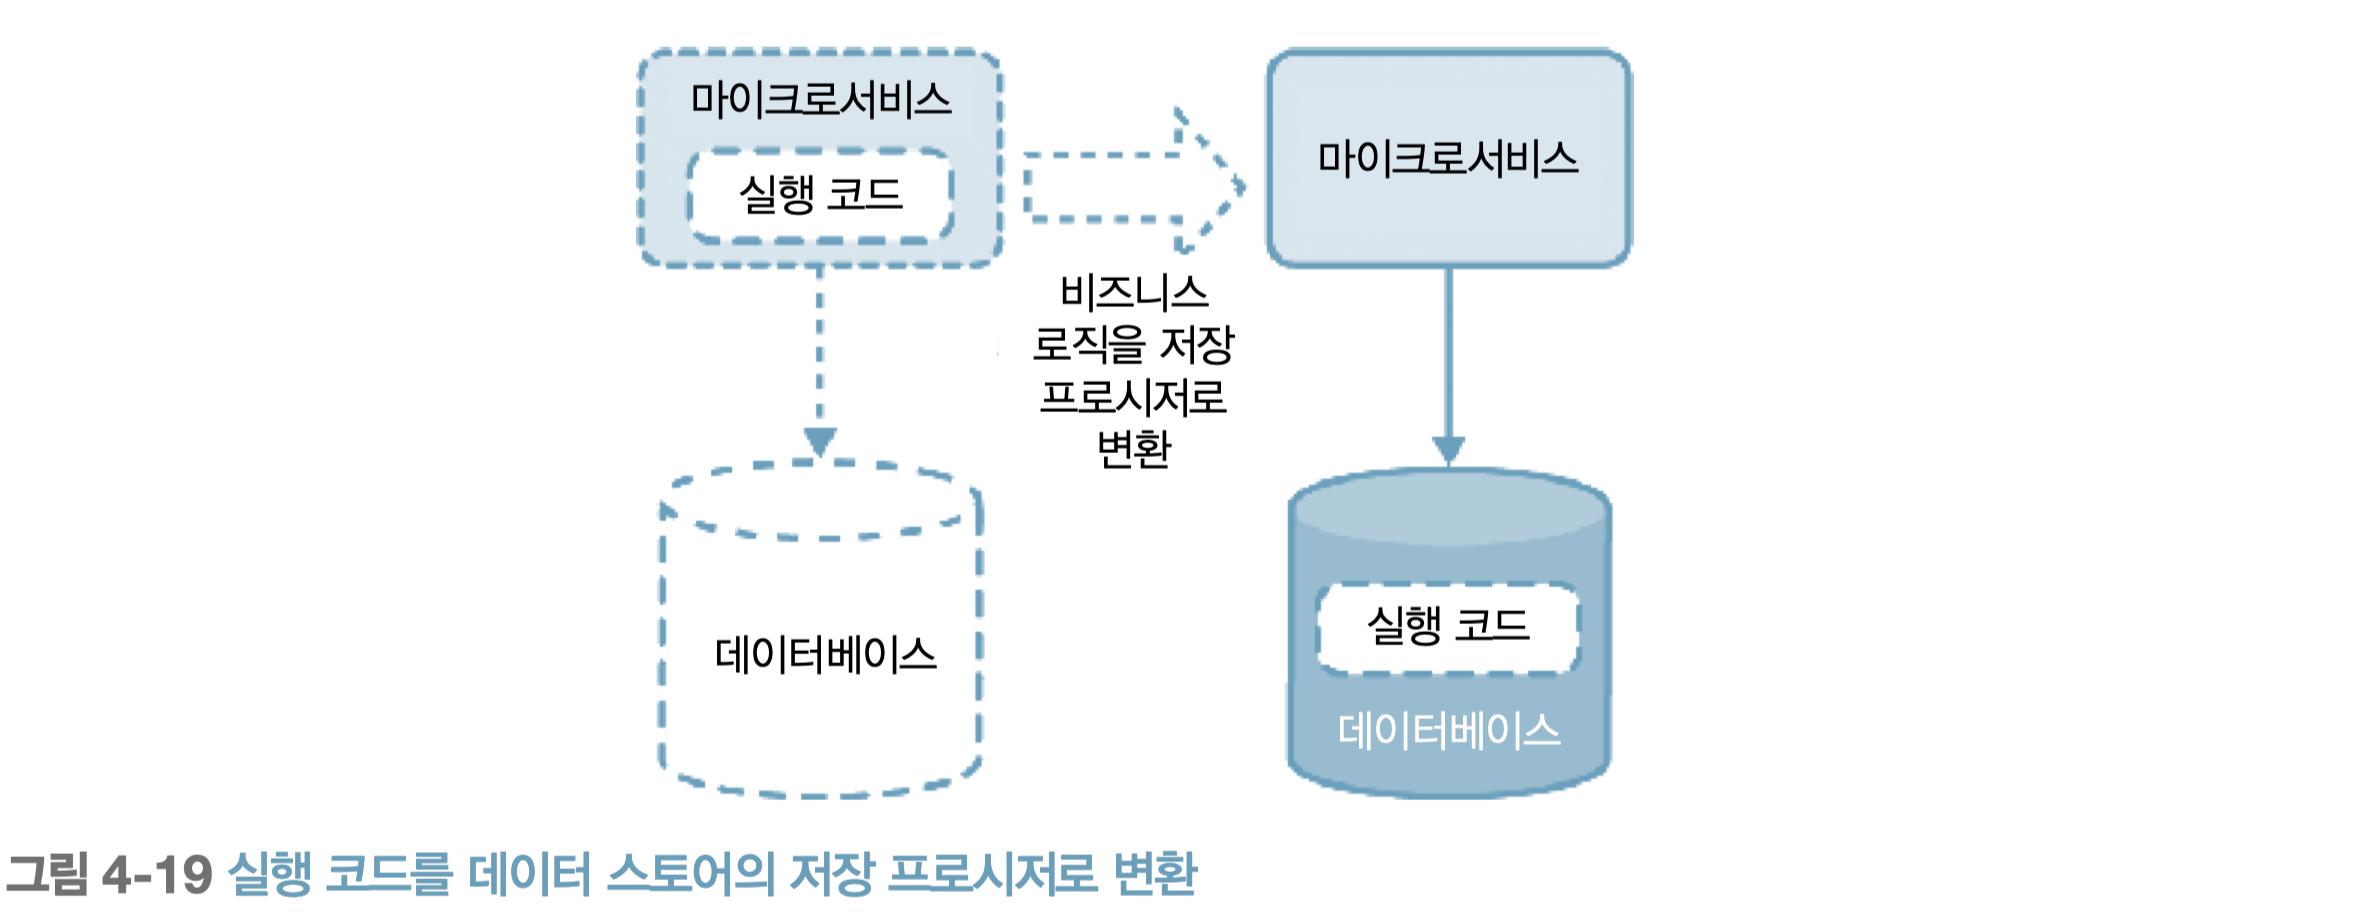 마이크로서비스
실행 코드
비즈니스
로직을 저장
프로시저로
변환
데이터베이스
마이크로서비스
실행 코드
데이터베이스
그림 4-19 실행 코드를 데이터 스토어의 저장 프로시저로 변환